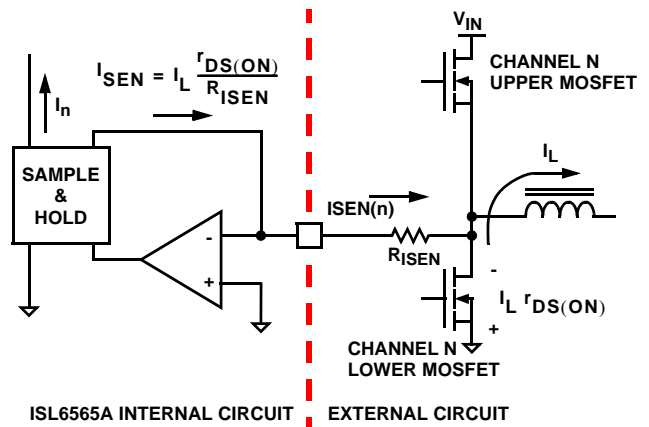 V_IN
CHANNEL N
UPPER MOSFET
I_SEN = I_L r_DS(ON) / R_ISEN
I_n
SAMPLE
&
HOLD
-
+
ISEN(n)
R_ISEN
I_L
-
I_L r_DS(ON)
+
CHANNEL N
LOWER MOSFET
ISL6565A INTERNAL CIRCUIT
EXTERNAL CIRCUIT